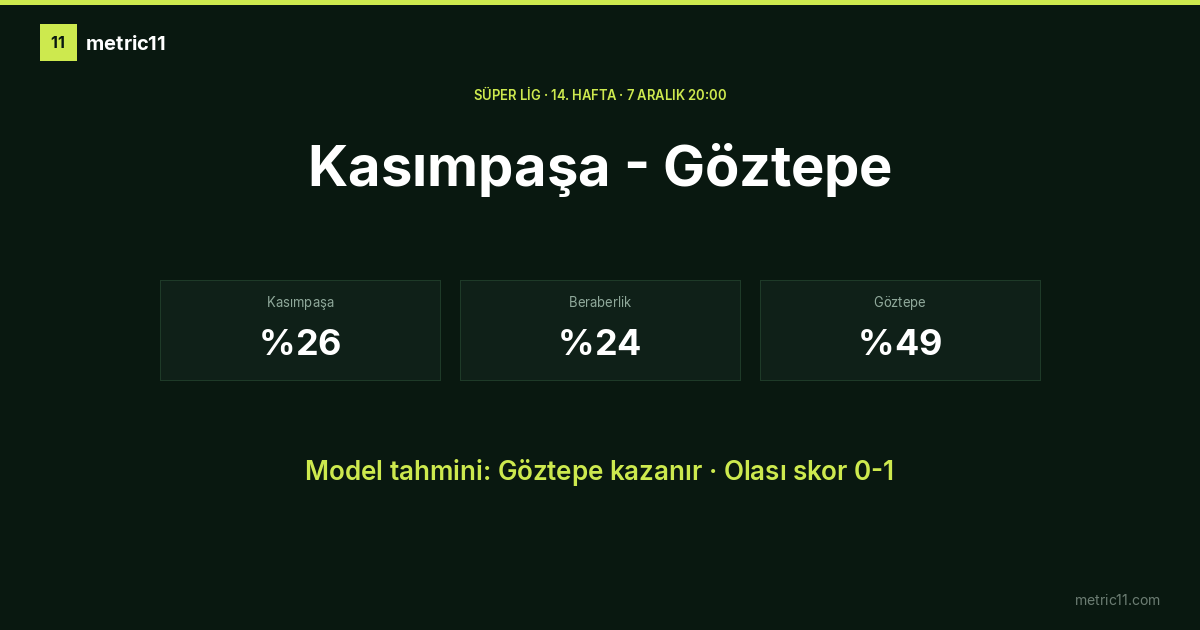 11 metric11
SÜPER LİG · 14. HAFTA · 7 ARALIK 20:00
Kasımpaşa - Göztepe
Kasımpaşa
%26
Beraberlik
%24
Göztepe
%49
Model tahmini: Göztepe kazanır · Olası skor 0-1
metric11.com